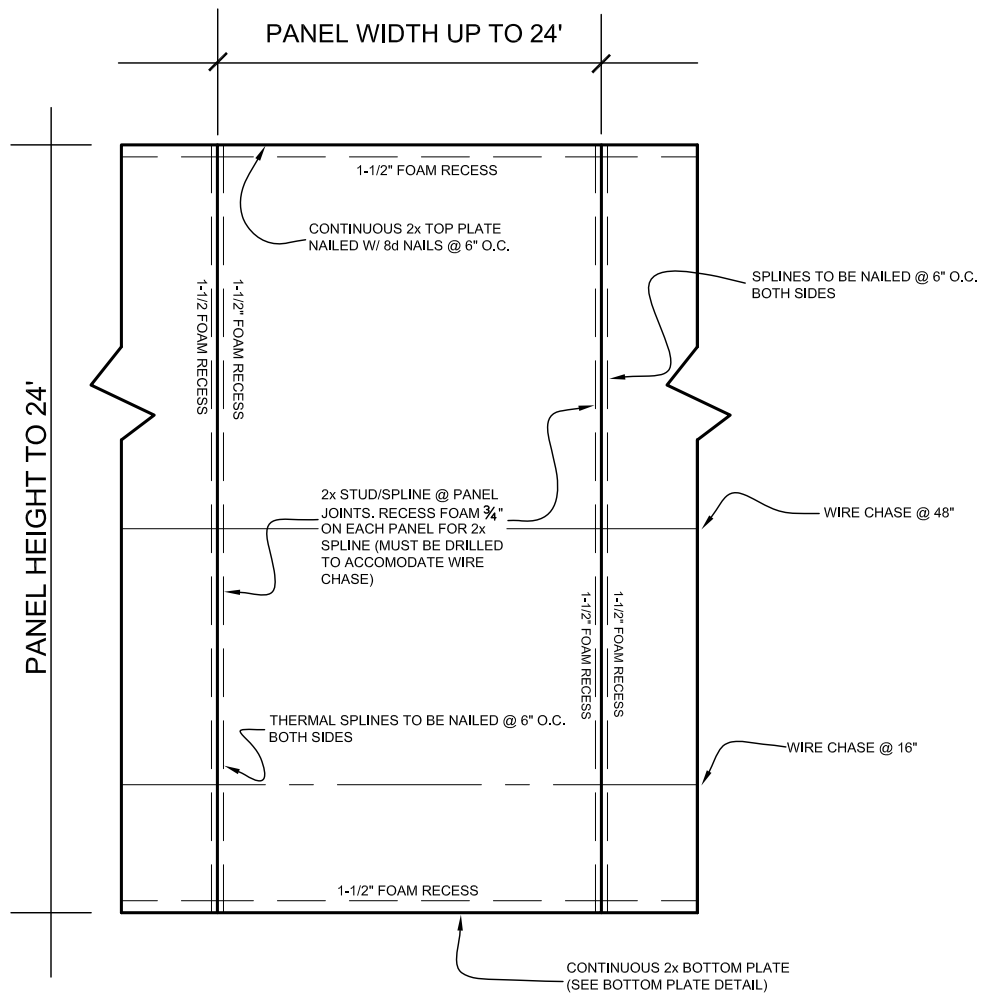 PANEL WIDTH UP TO 24'
1-1/2" FOAM RECESS
CONTINUOUS 2x TOP PLATE
NAILED W/ 8d NAILS @ 6" O.C.
SPLINES TO BE NAILED @ 6" O.C.
BOTH SIDES
1-1/2 FOAM RECESS
1-1/2" FOAM RECESS
PANEL HEIGHT TO 24'
2x STUD/SPLINE @ PANEL
JOINTS. RECESS FOAM ¾"
ON EACH PANEL FOR 2x
SPLINE (MUST BE DRILLED
TO ACCOMODATE WIRE
CHASE)
WIRE CHASE @ 48"
1-1/2" FOAM RECESS
1-1/2" FOAM RECESS
THERMAL SPLINES TO BE NAILED @ 6" O.C.
BOTH SIDES
WIRE CHASE @ 16"
1-1/2" FOAM RECESS
CONTINUOUS 2x BOTTOM PLATE
(SEE BOTTOM PLATE DETAIL)